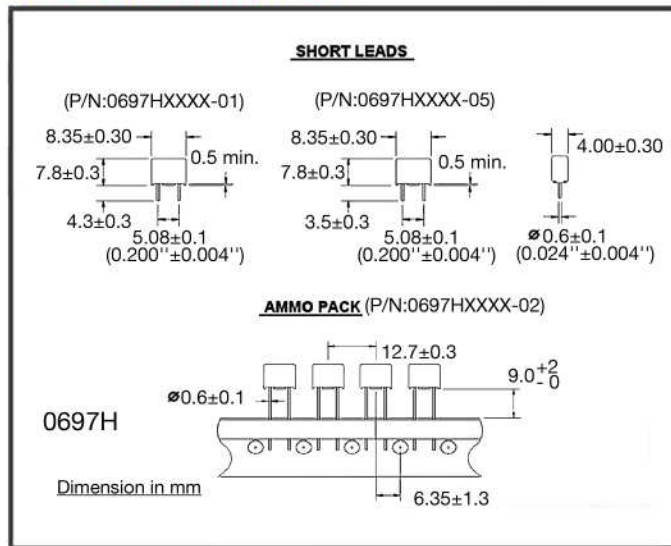 SHORT LEADS
(P/N:0697HXXXX-01)
8.35±0.30
7.8±0.3
0.5 min.
4.3±0.3
5.08±0.1
(0.200''±0.004'')
(P/N:0697HXXXX-05)
8.35±0.30
7.8±0.3
0.5 min.
3.5±0.3
5.08±0.1
(0.200''±0.004'')
4.00±0.30
ø0.6±0.1
(0.024''±0.004'')
AMMO PACK (P/N:0697HXXXX-02)
12.7±0.3
9.0+2-0
ø0.6±0.1
0697H
6.35±1.3
Dimension in mm